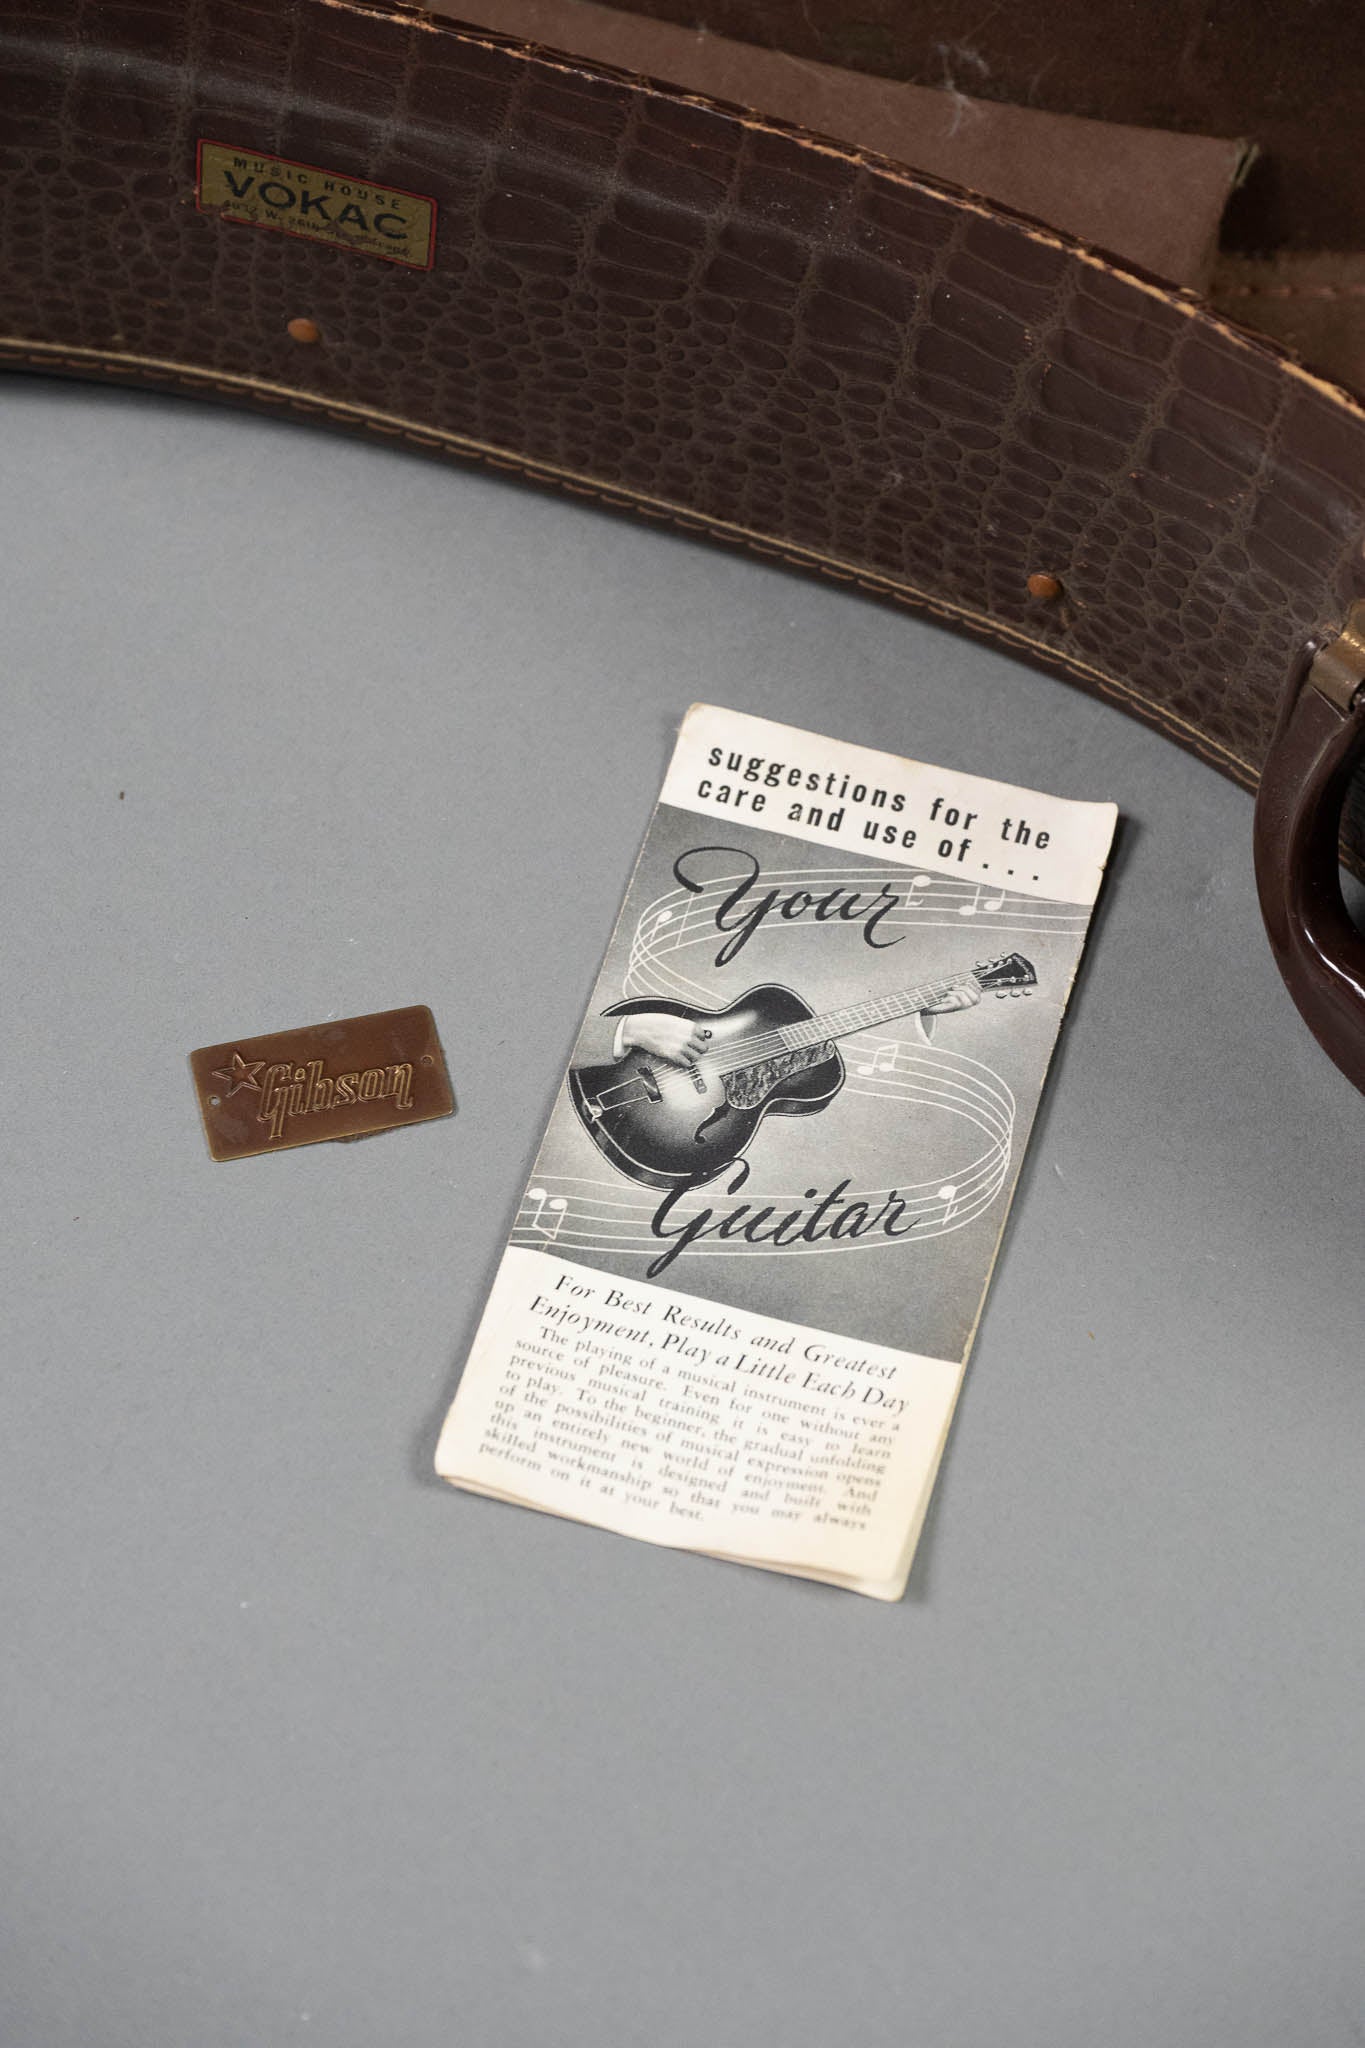 MUSIC HOUSE
VOKAC
Gibson
suggestions for the
care and use of...
Your
Guitar
For Best Results and Greatest
Enjoyment, Play a Little Each Day
The playing of a musical instrument is ever a
source of pleasure. Even for one without any
previous musical training it is easy to learn
to play. To the beginner, the gradual unfolding
of the possibilities of musical expression opens
up an entirely new world of enjoyment. And
this instrument is designed and built with
skilled workmanship so that you may always
perform on it at your best.